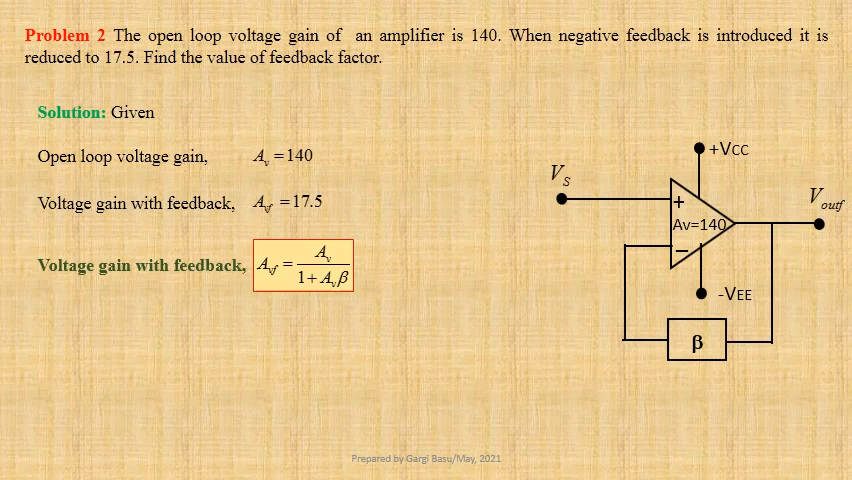 Problem 2 The open loop voltage gain of an amplifier is 140. When negative feedback is introduced it is
reduced to 17.5. Find the value of feedback factor.
Solution: Given
Open loop voltage gain, Av = 140
Voltage gain with feedback, Avf = 17.5
Voltage gain with feedback, Avf = Av / 1 + Avβ
+VCC
VS
Voutf
+
Av=140
−
-VEE
β
Prepared by Gargi Basu/May, 2021